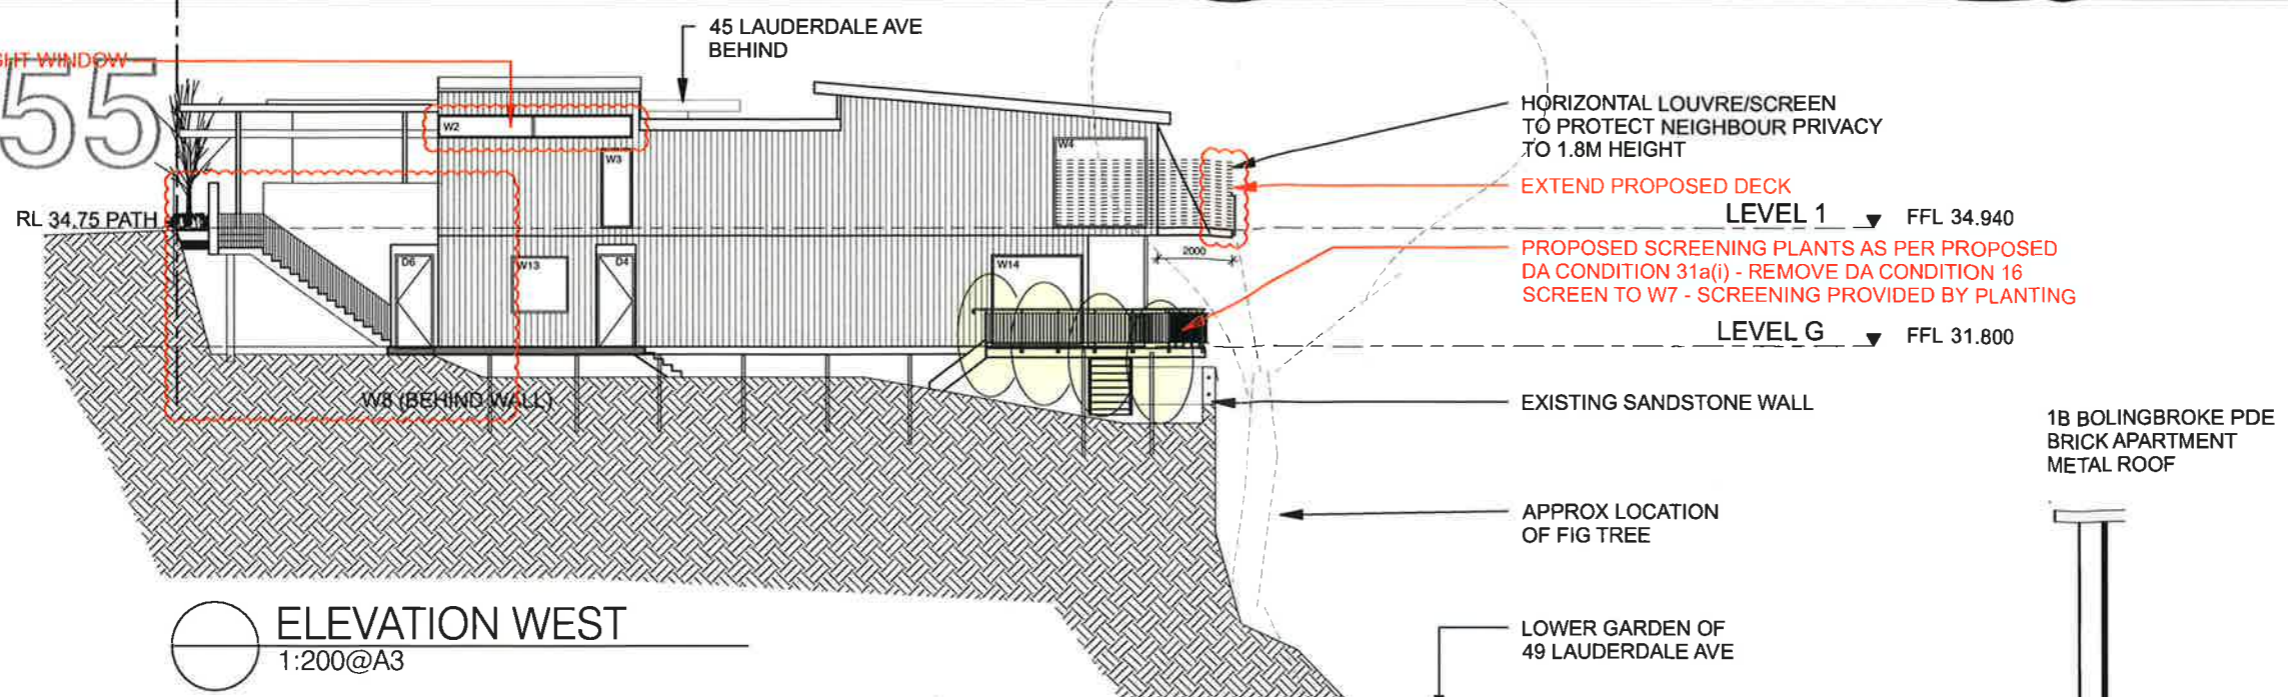 45 LAUDERDALE AVE
BEHIND
GHT WINDOW
55
W2
W3
W4
HORIZONTAL LOUVRE/SCREEN
TO PROTECT NEIGHBOUR PRIVACY
TO 1.8M HEIGHT
EXTEND PROPOSED DECK
RL 34.75 PATH
LEVEL 1
FFL 34.940
D6
W13
D4
W14
2000
PROPOSED SCREENING PLANTS AS PER PROPOSED
DA CONDITION 31a(i) - REMOVE DA CONDITION 16
SCREEN TO W7 - SCREENING PROVIDED BY PLANTING
LEVEL G
FFL 31.800
W8 (BEHIND WALL)
EXISTING SANDSTONE WALL
1B BOLINGBROKE PDE
BRICK APARTMENT
METAL ROOF
APPROX LOCATION
OF FIG TREE
ELEVATION WEST
1:200@A3
LOWER GARDEN OF
49 LAUDERDALE AVE